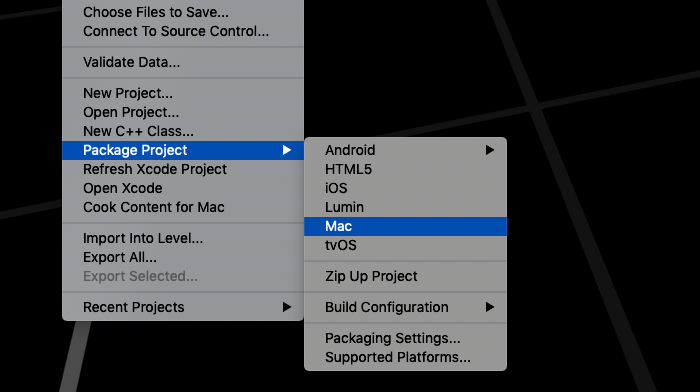 Choose Files to Save...
Connect To Source Control...
Validate Data...
New Project...
Open Project...
New C++ Class...
Package Project
Refresh Xcode Project
Open Xcode
Cook Content for Mac
Import Into Level...
Export All...
Export Selected...
Recent Projects
Android
HTML5
iOS
Lumin
Mac
tvOS
Zip Up Project
Build Configuration
Packaging Settings...
Supported Platforms...